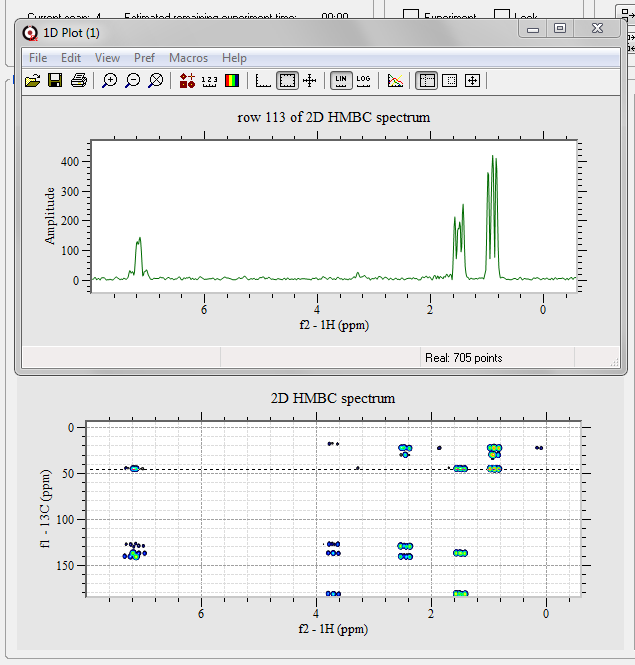 Current scan: 4 Estimated remaining experiment time: 00:00 Experiment Lock
1D Plot (1)
File Edit View Pref Macros Help
1 2 3 LIN LOG
row 113 of 2D HMBC spectrum
400
300
200
100
0
Amplitude
6 4 2 0
f2 - 1H (ppm)
Real: 705 points
2D HMBC spectrum
0
50
100
150
f1 - 13C (ppm)
6 4 2 0
f2 - 1H (ppm)